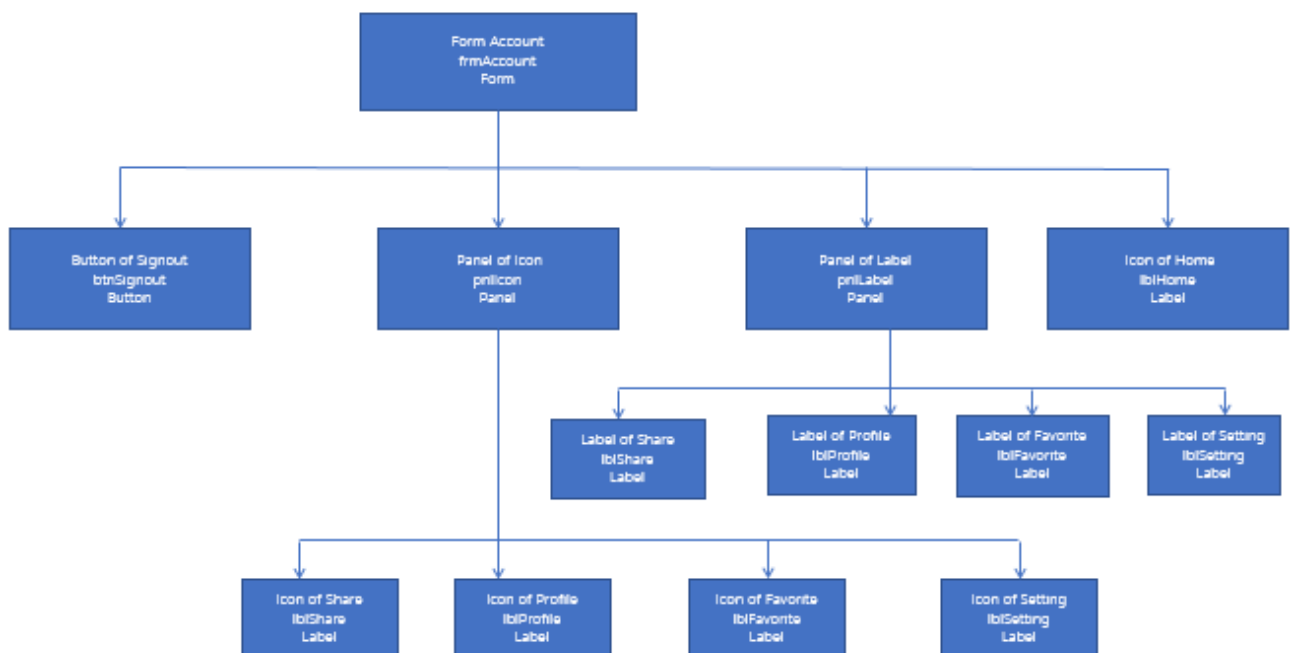 Form Account
frmAccount
Form
Button of Signout
btnSignout
Button
Panel of Icon
pnlIcon
Panel
Panel of Label
pnlLabel
Panel
Icon of Home
lblHome
Label
Label of Share
lblShare
Label
Label of Profile
lblProfile
Label
Label of Favorite
lblFavorite
Label
Label of Setting
lblSetting
Label
Icon of Share
lblShare
Label
Icon of Profile
lblProfile
Label
Icon of Favorite
lblFavorite
Label
Icon of Setting
lblSetting
Label